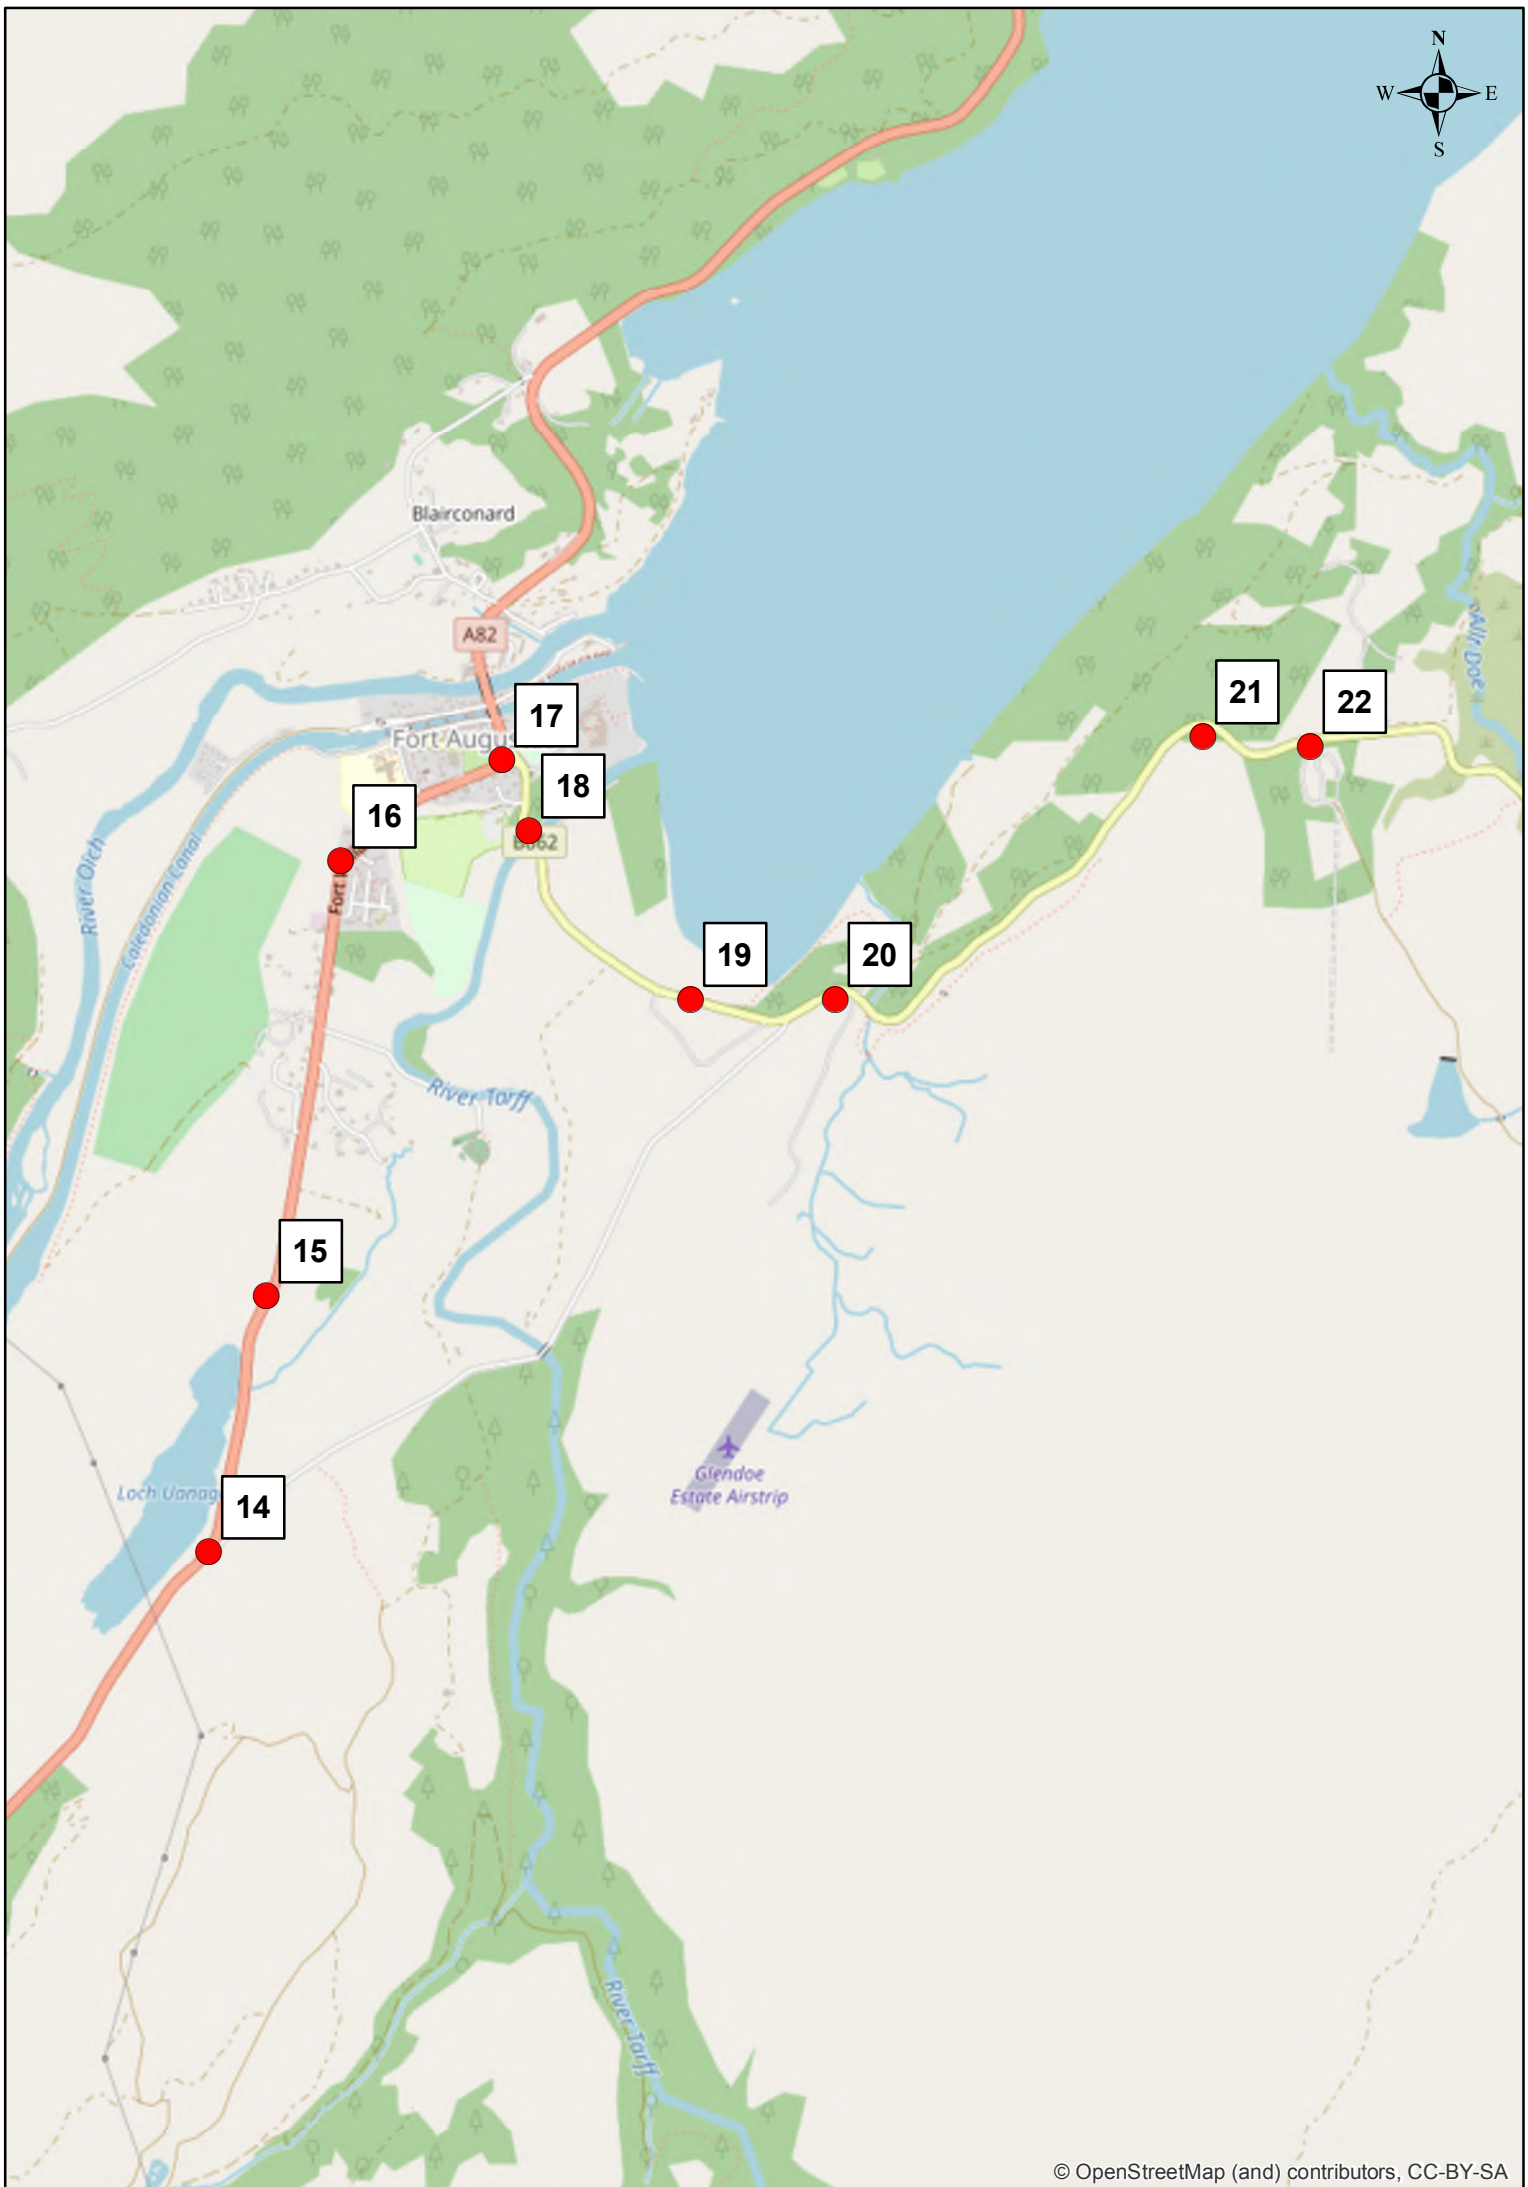 N
W E
S
Blairconard
A82
Allt Doe
21
22
17
Fort Augu
18
16
B862
River Oich
Caledonian Canal
Fort
19
20
River Tarff
15
Glendoe
Estate Airstrip
Loch Uanag
14
River Tarff
© OpenStreetMap (and) contributors, CC-BY-SA